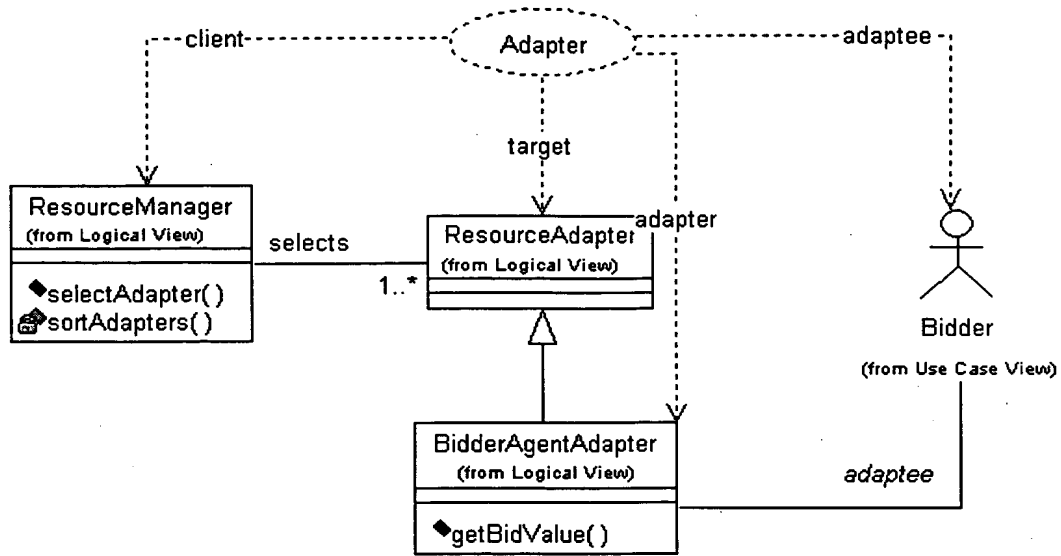 client
Adapter
adaptee
target
ResourceManager
(from Logical View)
selectAdapter()
sortAdapters()
selects
1..*
adapter
ResourceAdapter
(from Logical View)
Bidder
(from Use Case View)
BidderAgentAdapter
(from Logical View)
getBidValue()
adaptee